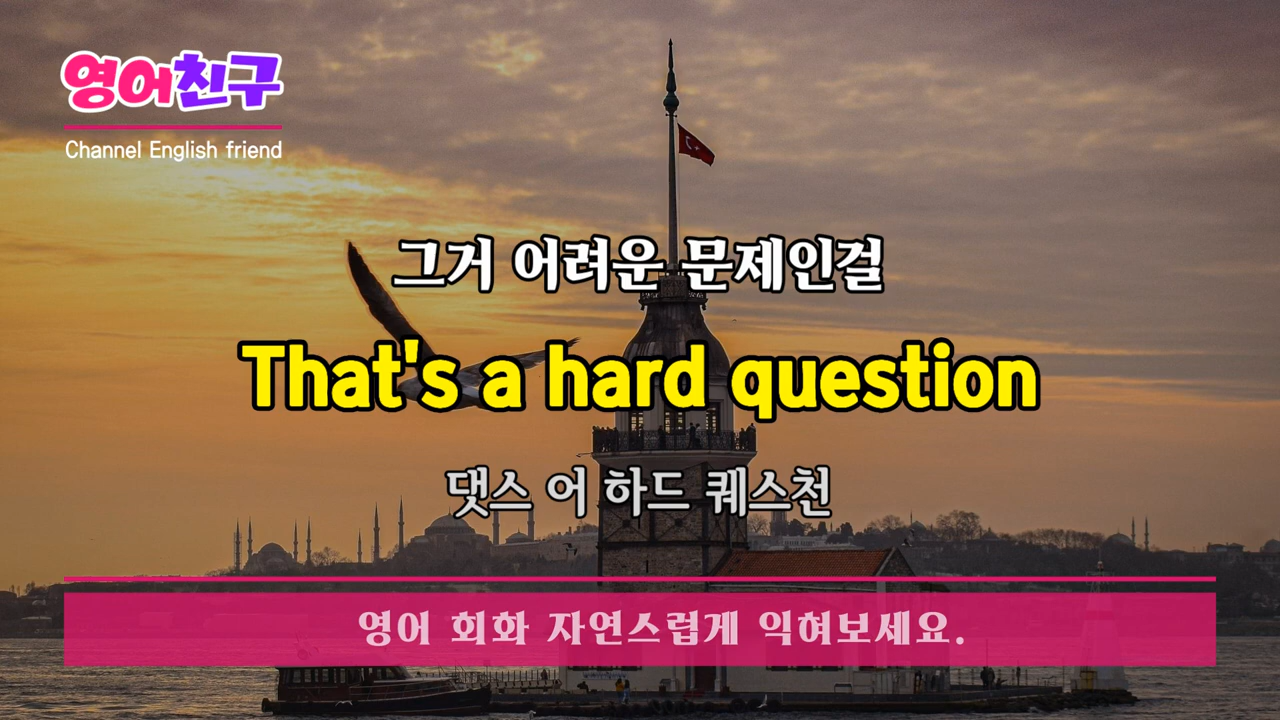 영어친구
Channel English friend
그거 어려운 문제인걸
That's a hard question
댓스 어 하드 퀘스천
영어 회화 자연스럽게 익혀보세요.